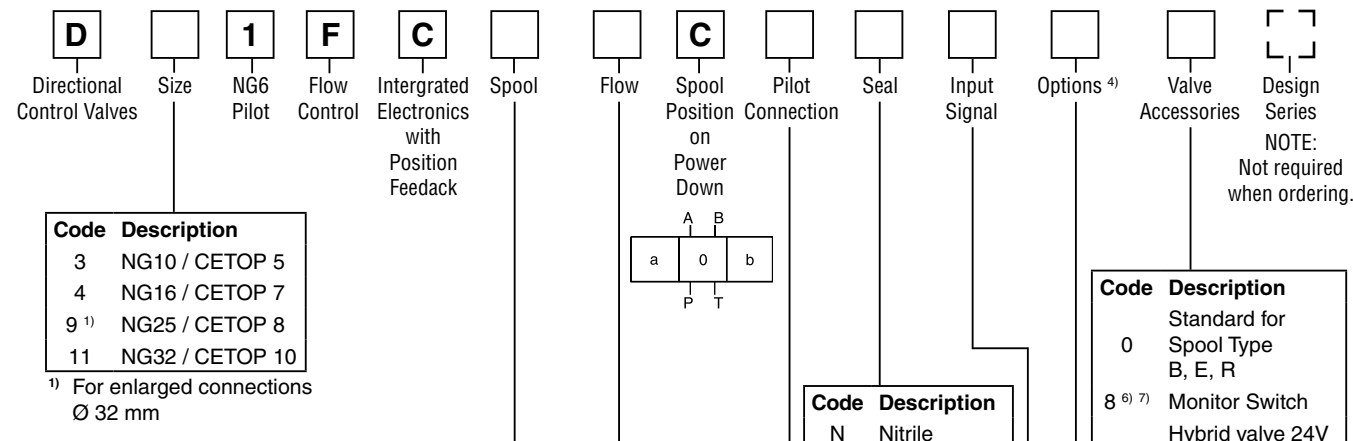 D 1 F C C
Directional Size NG6 Flow Intergrated Spool Flow Spool Pilot Seal Input Options 4) Valve Design
Control Valves Pilot Control Electronics Position Connection Signal Accessories Series
with on NOTE:
Position Power Not required
Feedack Down when ordering.
A B
a 0 b
P T
Code Description
3 NG10 / CETOP 5
4 NG16 / CETOP 7
9 1) NG25 / CETOP 8
11 NG32 / CETOP 10
1) For enlarged connections
Ø 32 mm
Code Description
N Nitrile
Code Description
Standard for
0 Spool Type
B, E, R
8 6) 7) Monitor Switch
Hybrid valve 24V